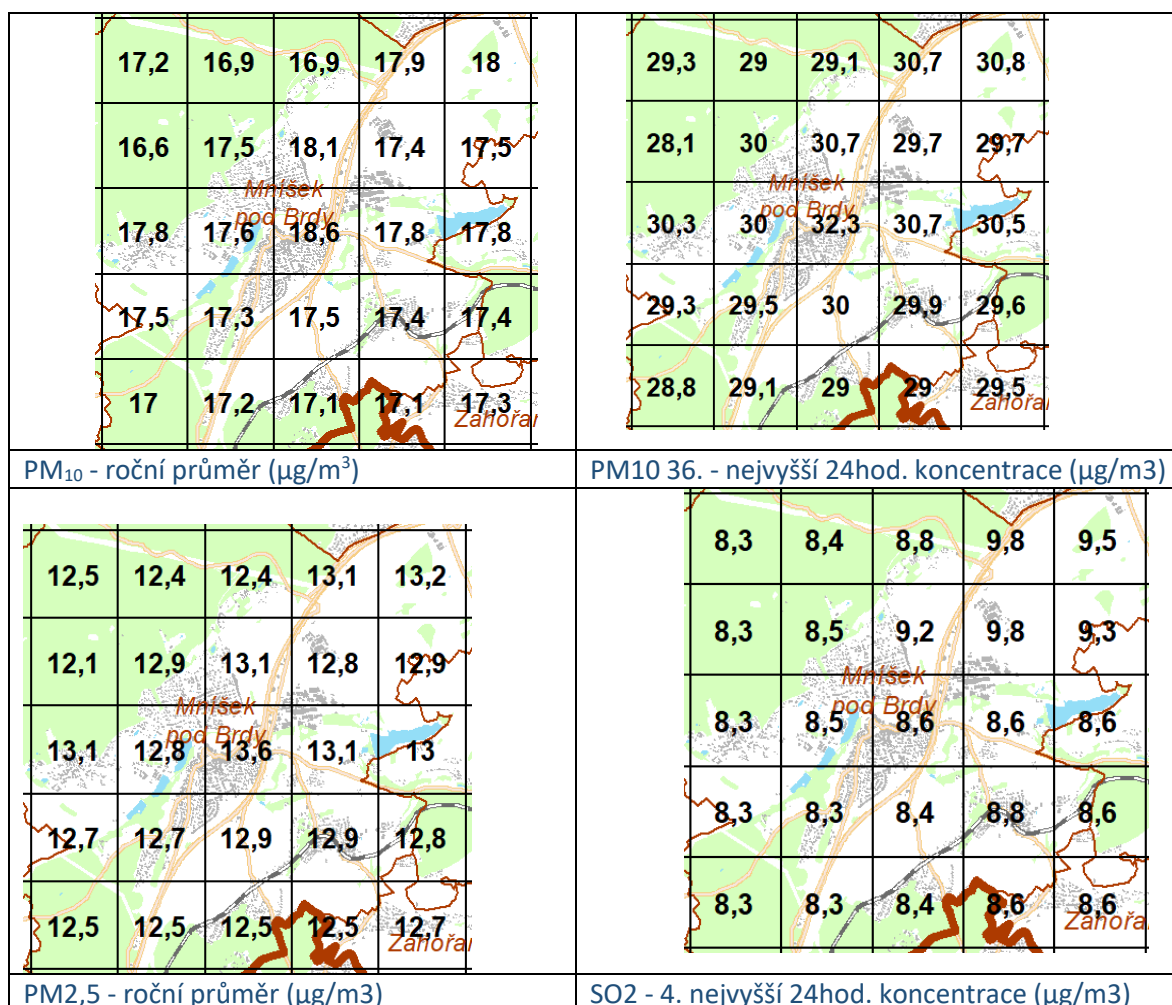 17,2 16,9 16,9 17,9 18
16,6 17,5 18,1 17,4 17,5
Mníšek
pod Brdy
17,8 17,6 18,6 17,8 17,8
17,5 17,3 17,5 17,4 17,4
17 17,2 17,1 17,1 17,3
Zahořa
PM₁₀ - roční průměr (µg/m³)
29,3 29 29,1 30,7 30,8
28,1 30 30,7 29,7 29,7
Mníšek
pod Brdy
30,3 30 32,3 30,7 30,5
29,3 29,5 30 29,9 29,6
28,8 29,1 29 29 29,5
Zahořa
PM10 36. - nejvyšší 24hod. koncentrace (µg/m3)
12,5 12,4 12,4 13,1 13,2
12,1 12,9 13,1 12,8 12,9
Mníšek
pod Brdy
13,1 12,8 13,6 13,1 13
12,7 12,7 12,9 12,9 12,8
12,5 12,5 12,5 12,5 12,7
Zahořa
PM2,5 - roční průměr (µg/m3)
8,3 8,4 8,8 9,8 9,5
8,3 8,5 9,2 9,8 9,3
Mníšek
pod Brdy
8,3 8,5 8,6 8,6 8,6
8,3 8,3 8,4 8,8 8,6
8,3 8,3 8,4 8,6 8,6
Zahořa
SO2 - 4. nejvyšší 24hod. koncentrace (µg/m3)